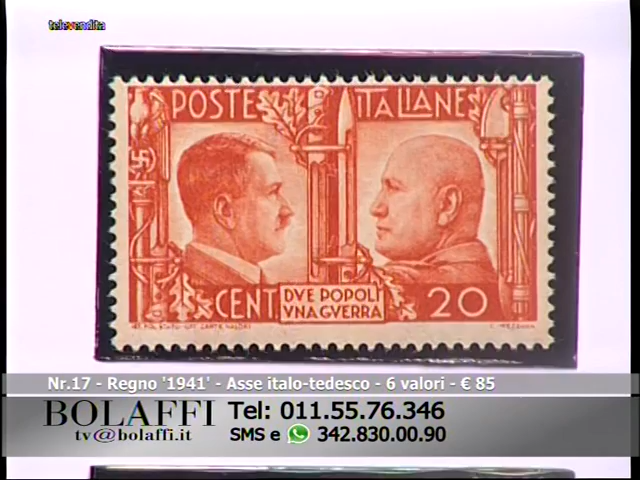 televendita
POSTE ITALIANE
CENT 20
DVE POPOLI
VNA GVERRA
Nr.17 - Regno '1941' - Asse italo-tedesco - 6 valori - € 85
BOLAFFI
tv@bolaffi.it
Tel: 011.55.76.346
SMS e 342.830.00.90